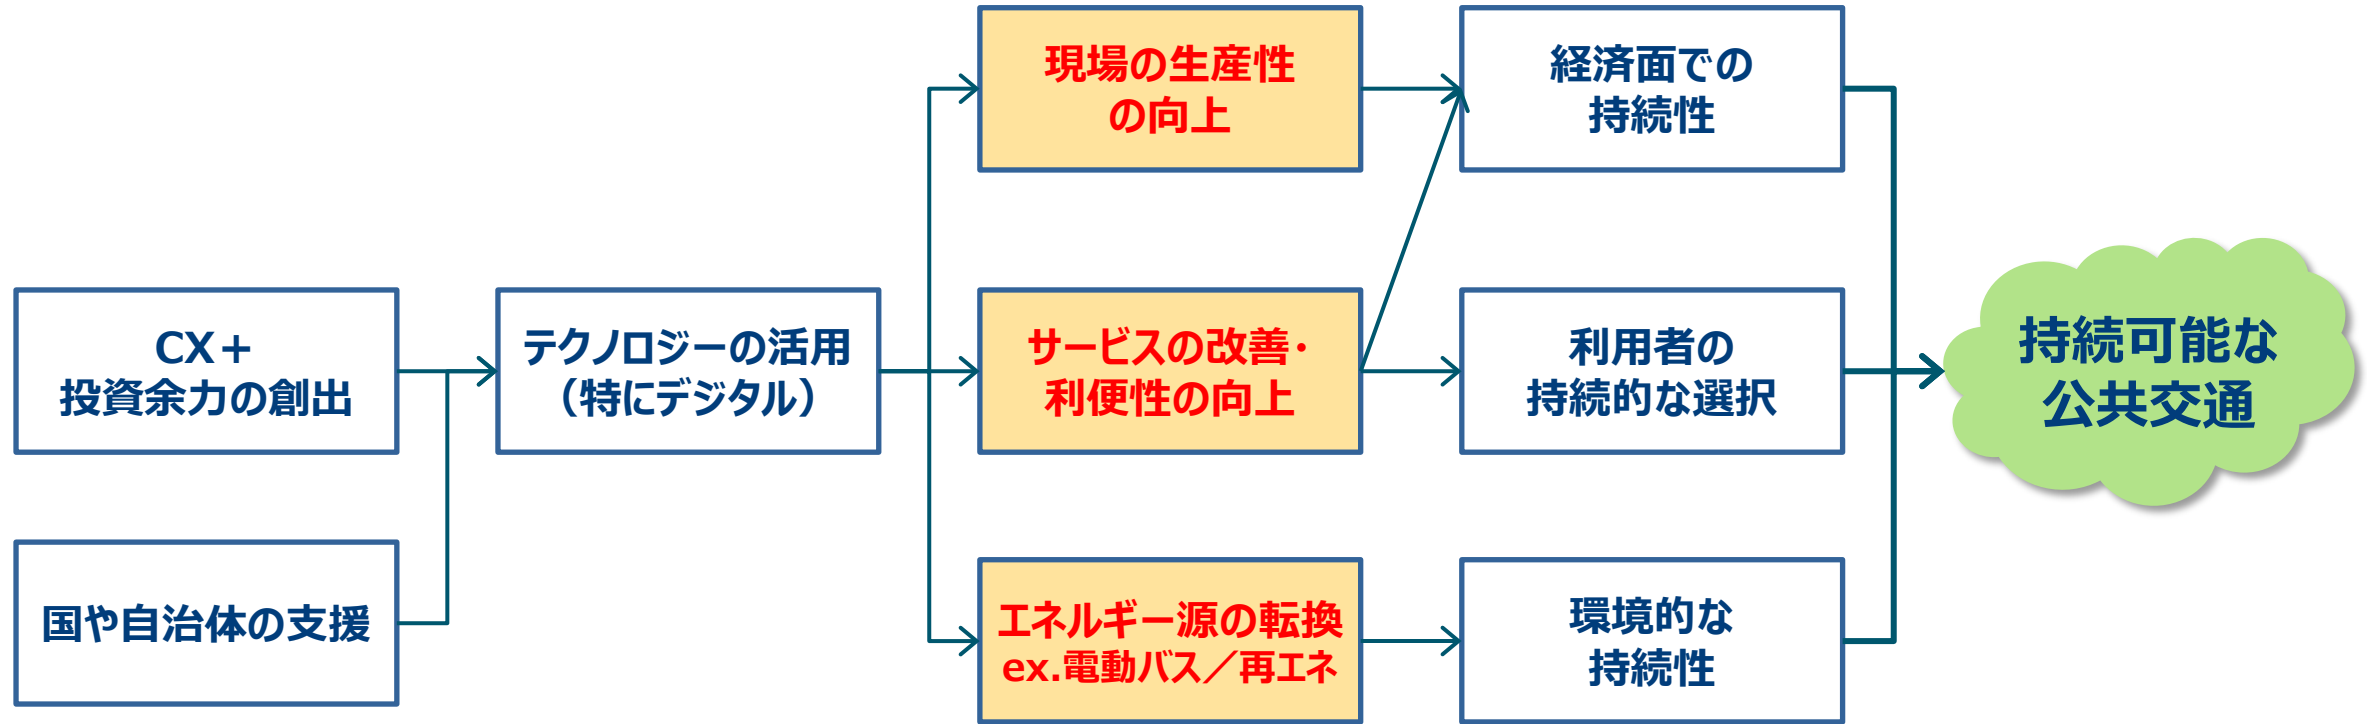 CX＋
投資余力の創出
国や自治体の支援
テクノロジーの活用
（特にデジタル）
現場の生産性
の向上
サービスの改善・
利便性の向上
エネルギー源の転換
ex.電動バス／再エネ
経済面での
持続性
利用者の
持続的な選択
環境的な
持続性
持続可能な
公共交通